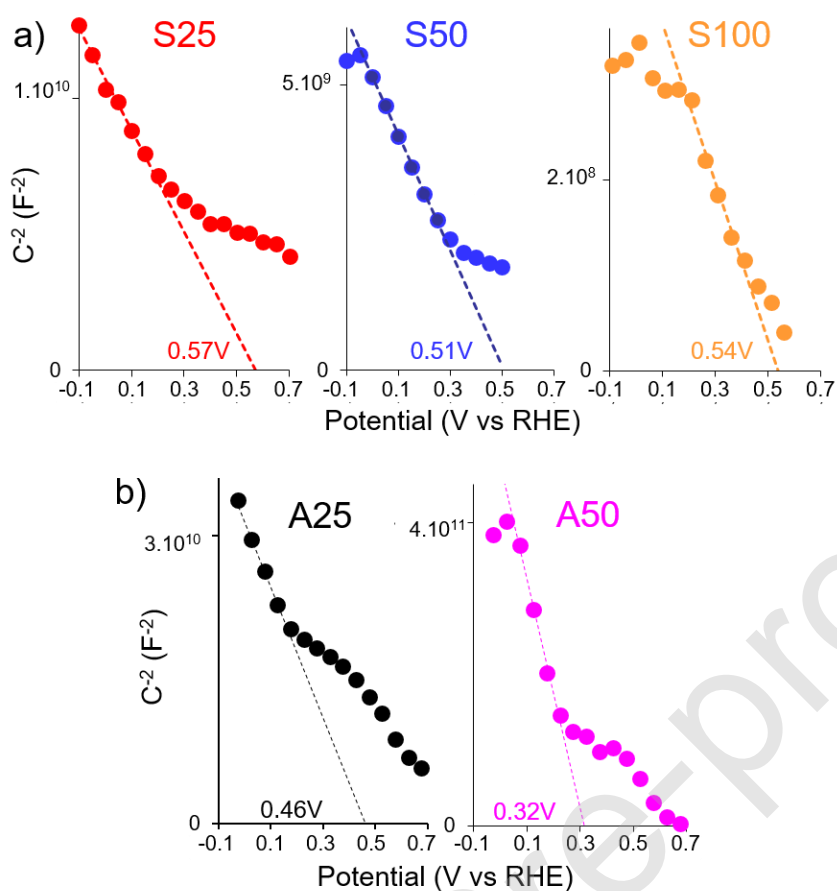 a) S25 S50 S100
C⁻² (F⁻²)
1.10¹⁰ 5.10⁹ 2.10⁸
0.57V 0.51V 0.54V
0 0 0
-0.1 0.1 0.3 0.5 0.7 -0.1 0.1 0.3 0.5 0.7 -0.1 0.1 0.3 0.5 0.7
Potential (V vs RHE)
b) A25 A50
C⁻² (F⁻²)
3.10¹⁰ 4.10¹¹
0.46V 0.32V
0 0
-0.1 0.1 0.3 0.5 0.7 -0.1 0.1 0.3 0.5 0.7
Potential (V vs RHE)
re-pro